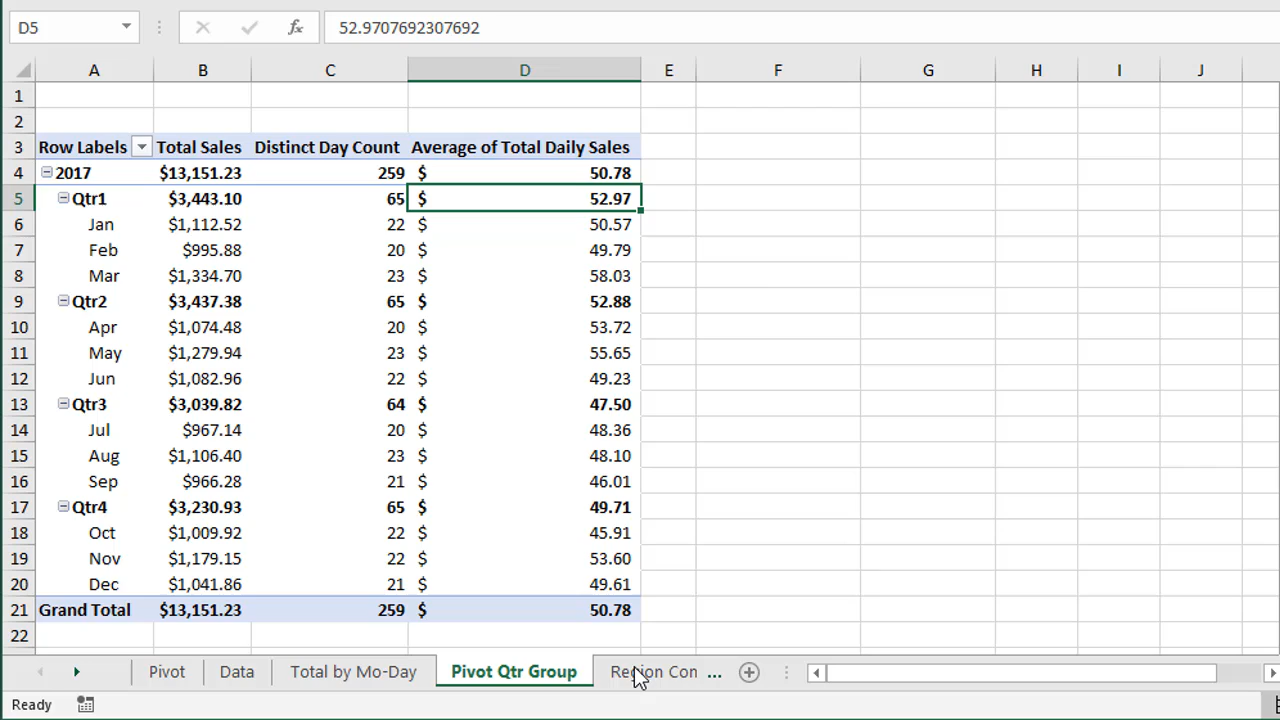 D5 fx 52.9707692307692
A B C D E F G H I J
1
2
3 Row Labels Total Sales Distinct Day Count Average of Total Daily Sales
4 2017 $13,151.23 259 $ 50.78
5 Qtr1 $3,443.10 65 $ 52.97
6 Jan $1,112.52 22 $ 50.57
7 Feb $995.88 20 $ 49.79
8 Mar $1,334.70 23 $ 58.03
9 Qtr2 $3,437.38 65 $ 52.88
10 Apr $1,074.48 20 $ 53.72
11 May $1,279.94 23 $ 55.65
12 Jun $1,082.96 22 $ 49.23
13 Qtr3 $3,039.82 64 $ 47.50
14 Jul $967.14 20 $ 48.36
15 Aug $1,106.40 23 $ 48.10
16 Sep $966.28 21 $ 46.01
17 Qtr4 $3,230.93 65 $ 49.71
18 Oct $1,009.92 22 $ 45.91
19 Nov $1,179.15 22 $ 53.60
20 Dec $1,041.86 21 $ 49.61
21 Grand Total $13,151.23 259 $ 50.78
22
Pivot Data Total by Mo-Day Pivot Qtr Group Region Con ...
Ready